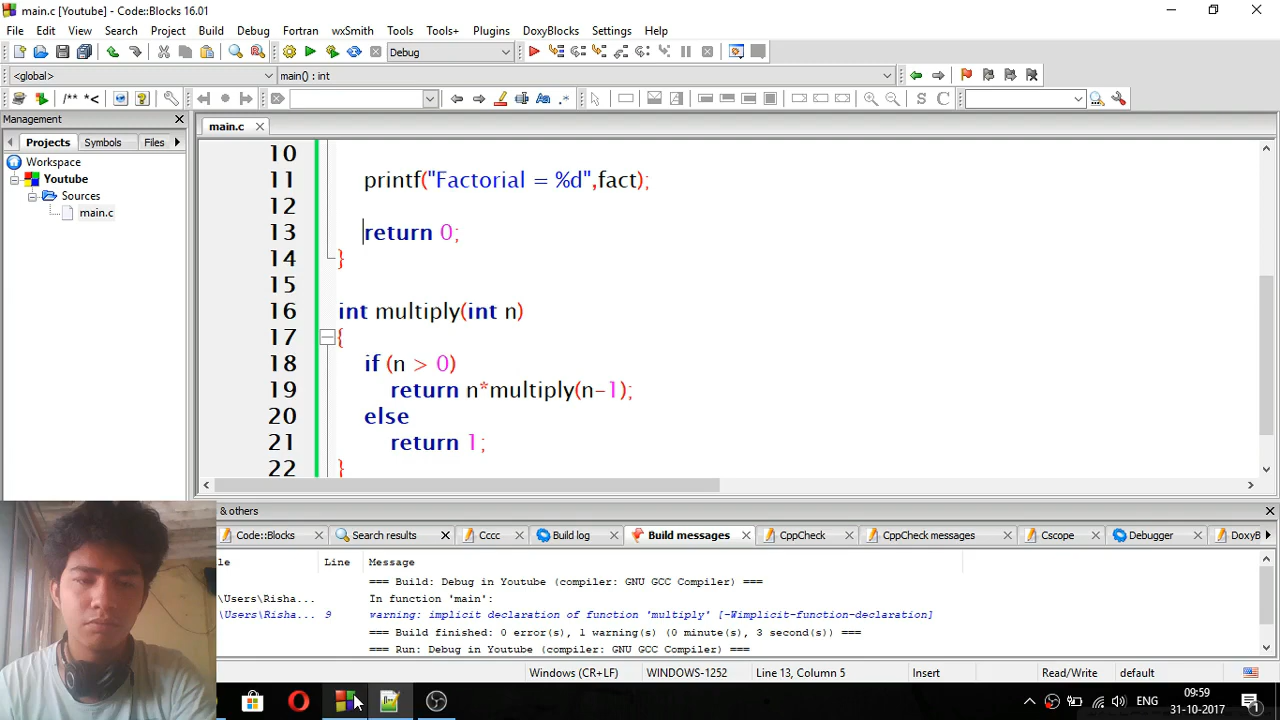 main.c [Youtube] - Code::Blocks 16.01
File Edit View Search Project Build Debug Fortran wxSmith Tools Tools+ Plugins DoxyBlocks Settings Help
Debug
<global> main() : int
/** *< .* S C
Management
main.c
Projects Symbols Files
Workspace
Youtube
Sources
main.c
10
11 printf("Factorial = %d",fact);
12
13 return 0;
14 }
15
16 int multiply(int n)
17 {
18 if (n > 0)
19 return n*multiply(n-1);
20 else
21 return 1;
22 }
& others
Code::Blocks Search results Cccc Build log Build messages CppCheck CppCheck messages Cscope Debugger DoxyB
le Line Message
=== Build: Debug in Youtube (compiler: GNU GCC Compiler) ===
\Users\Risha... In function 'main':
\Users\Risha... 9 warning: implicit declaration of function 'multiply' [-Wimplicit-function-declaration]
=== Build finished: 0 error(s), 1 warning(s) (0 minute(s), 3 second(s)) ===
=== Run: Debug in Youtube (compiler: GNU GCC Compiler) ===
Windows (CR+LF) WINDOWS-1252 Line 13, Column 5 Insert Read/Write default
ENG 09:59
31-10-2017
1